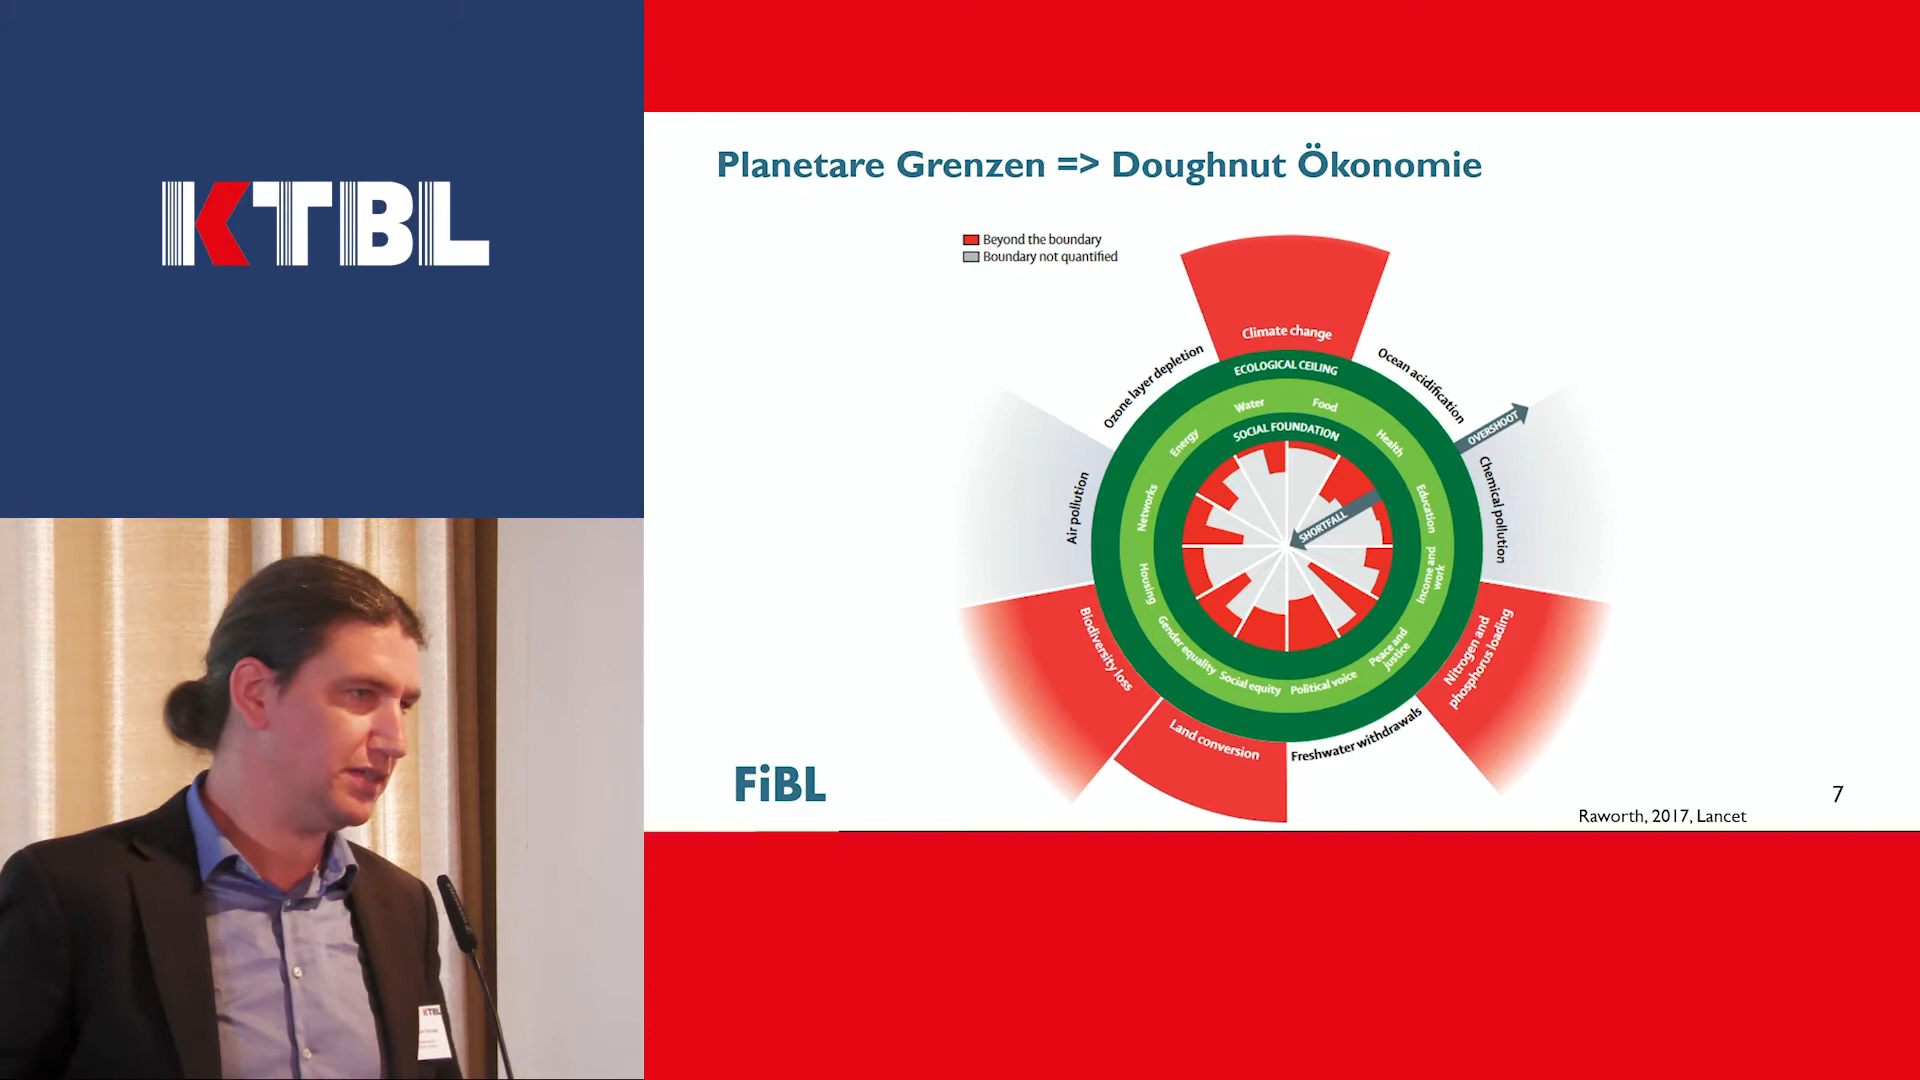 KTBL
Planetare Grenzen => Doughnut Ökonomie
Beyond the boundary
Boundary not quantified
Climate change
Ozone layer depletion
Ocean acidification
ECOLOGICAL CEILING
Water
Food
Energy
SOCIAL FOUNDATION
Health
OVERSHOOT
Air pollution
Networks
Education
Chemical pollution
SHORTFALL
Housing
Income and
work
Biodiversity loss
Gender equality
Social equity
Political voice
Peace and
justice
Nitrogen and
phosphorus loading
Land conversion
Freshwater withdrawals
FiBL
7
Raworth, 2017, Lancet
KTBL